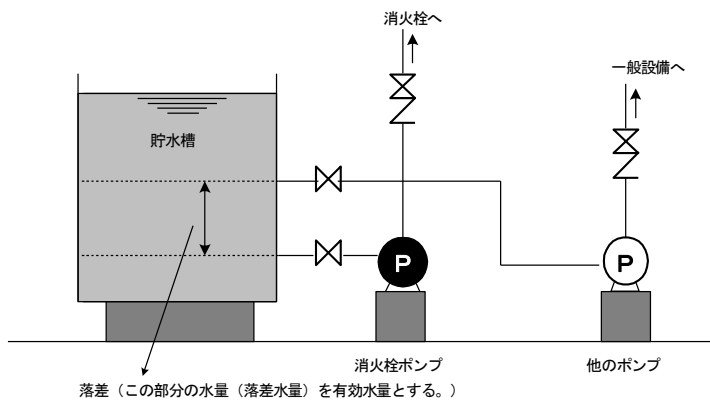 消火栓へ
一般設備へ
貯水槽
P
P
消火栓ポンプ
他のポンプ
落差（この部分の水量（落差水量）を有効水量とする。）